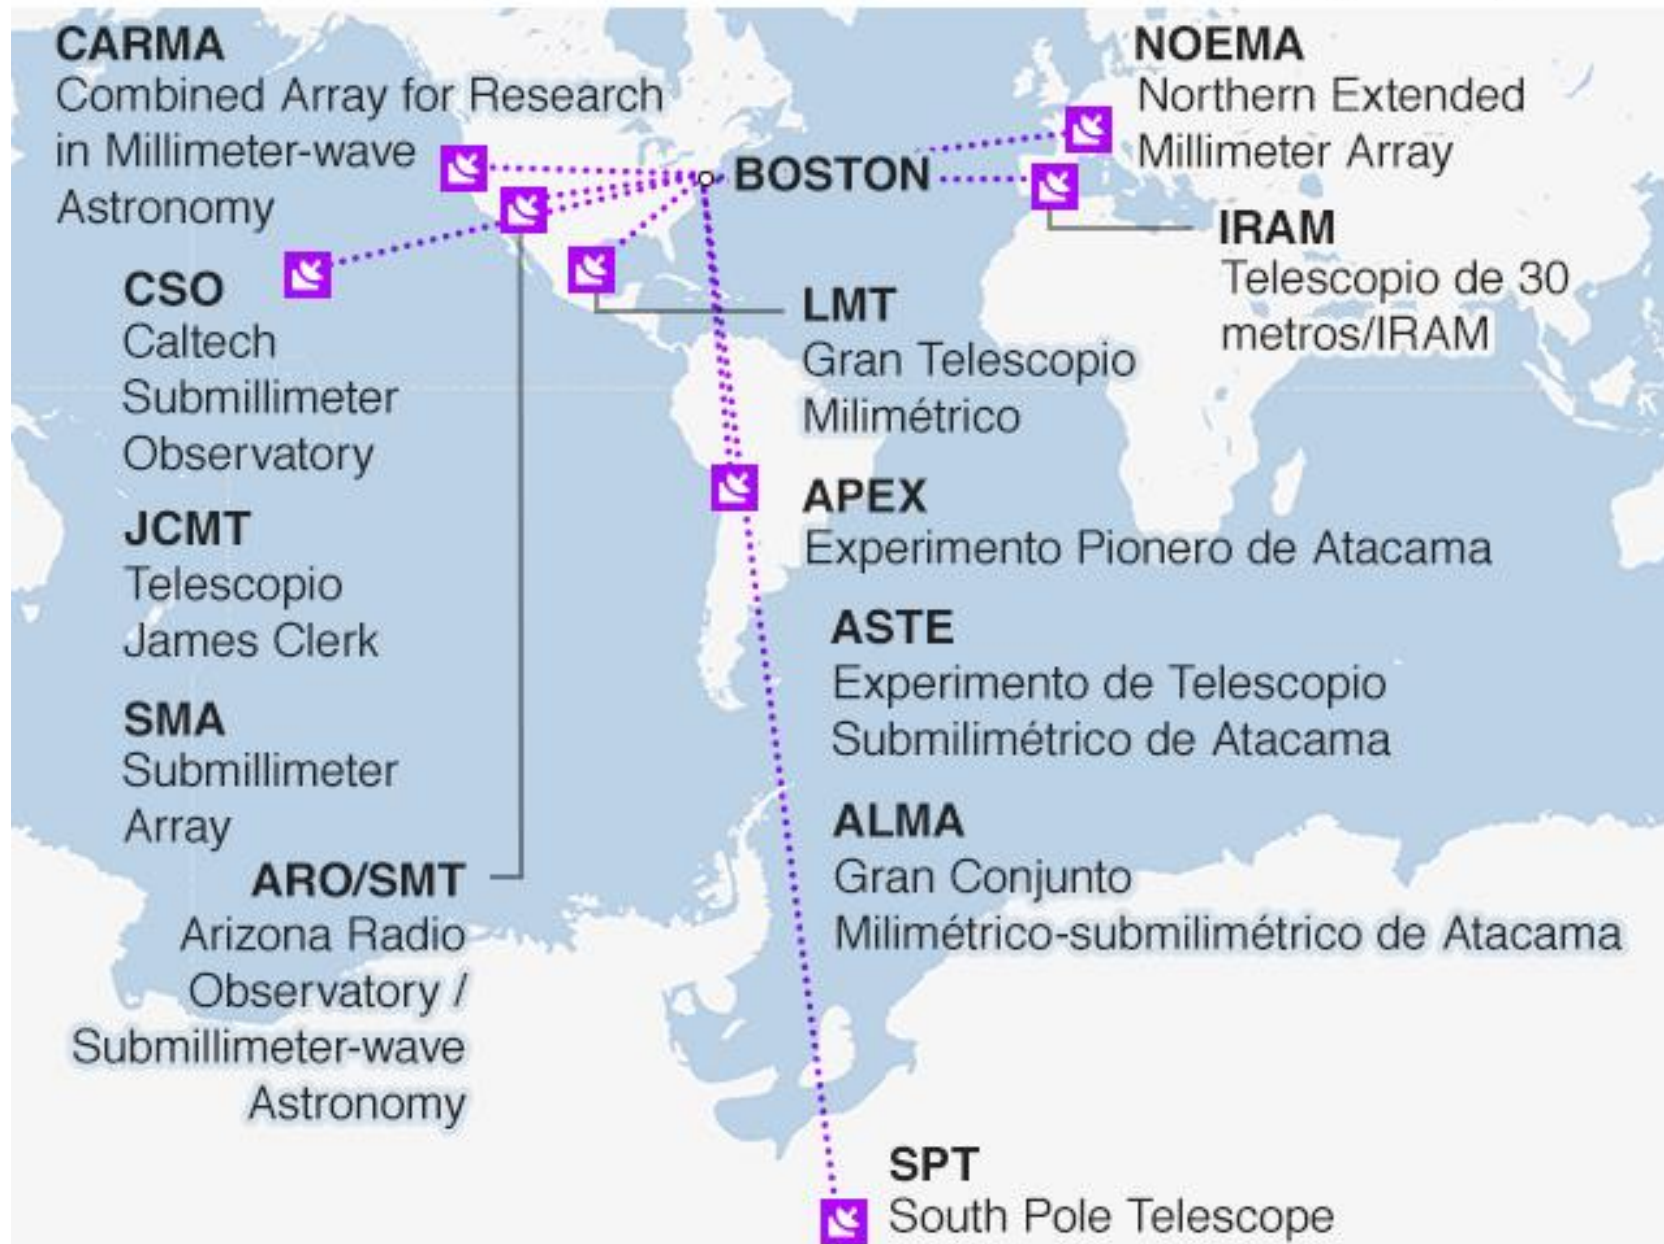 CARMA
Combined Array for Research
in Millimeter-wave
Astronomy
CSO
Caltech
Submillimeter
Observatory
JCMT
Telescopio
James Clerk
SMA
Submillimeter
Array
ARO/SMT
Arizona Radio
Observatory /
Submillimeter-wave
Astronomy
BOSTON
NOEMA
Northern Extended
Millimeter Array
IRAM
Telescopio de 30
metros/IRAM
LMT
Gran Telescopio
Milimétrico
APEX
Experimento Pionero de Atacama
ASTE
Experimento de Telescopio
Submilimétrico de Atacama
ALMA
Gran Conjunto
Milimétrico-submilimétrico de Atacama
SPT
South Pole Telescope